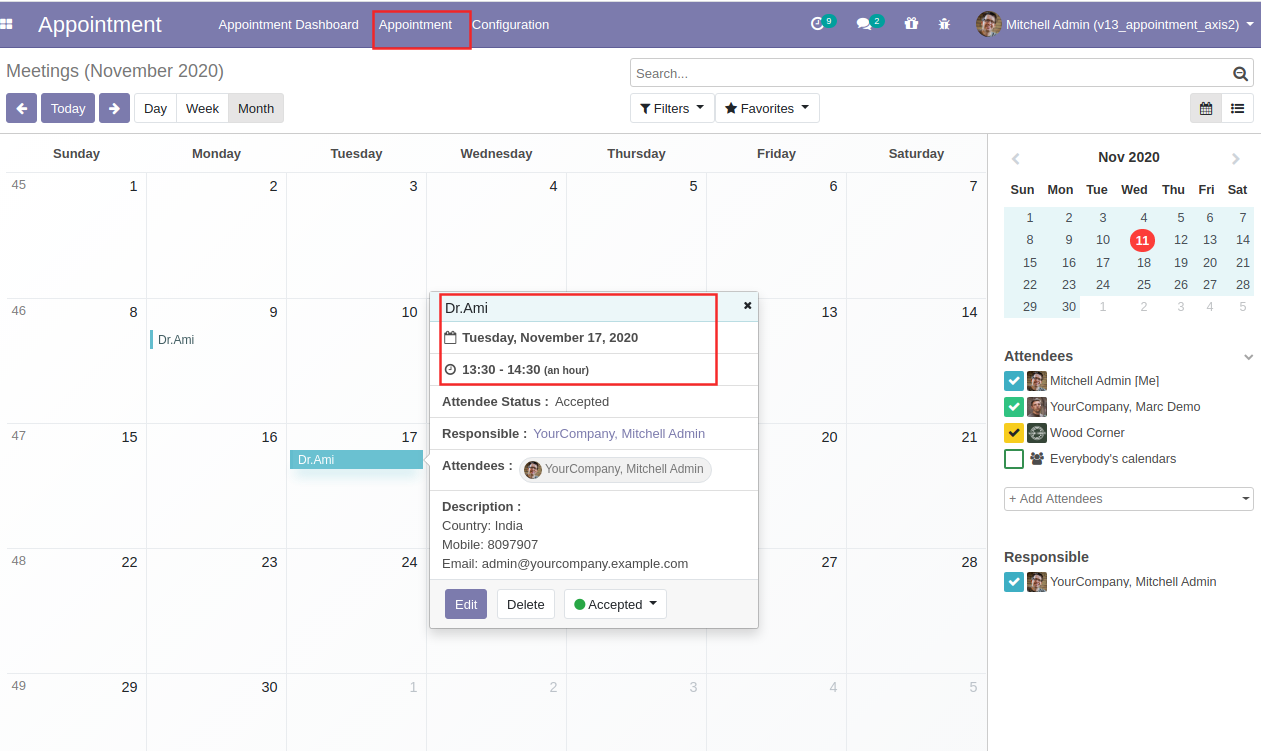 Appointment
Appointment Dashboard Appointment Configuration
9 2 Mitchell Admin (v13_appointment_axis2)
Meetings (November 2020)
Search...
Today Day Week Month
Filters Favorites
Sunday Monday Tuesday Wednesday Thursday Friday Saturday
45 1 2 3 4 5 6 7
46 8 9 10 13 14
Dr.Ami
47 15 16 17 20 21
Dr.Ami
48 22 23 24 27 28
49 29 30 1 2 3 4 5
Dr.Ami
Tuesday, November 17, 2020
13:30 - 14:30 (an hour)
Attendee Status : Accepted
Responsible : YourCompany, Mitchell Admin
Attendees : YourCompany, Mitchell Admin
Description :
Country: India
Mobile: 8097907
Email: admin@yourcompany.example.com
Edit Delete Accepted
Nov 2020
Sun Mon Tue Wed Thu Fri Sat
1 2 3 4 5 6 7
8 9 10 11 12 13 14
15 16 17 18 19 20 21
22 23 24 25 26 27 28
29 30 1 2 3 4 5
Attendees
Mitchell Admin [Me]
YourCompany, Marc Demo
Wood Corner
Everybody's calendars
+ Add Attendees
Responsible
YourCompany, Mitchell Admin